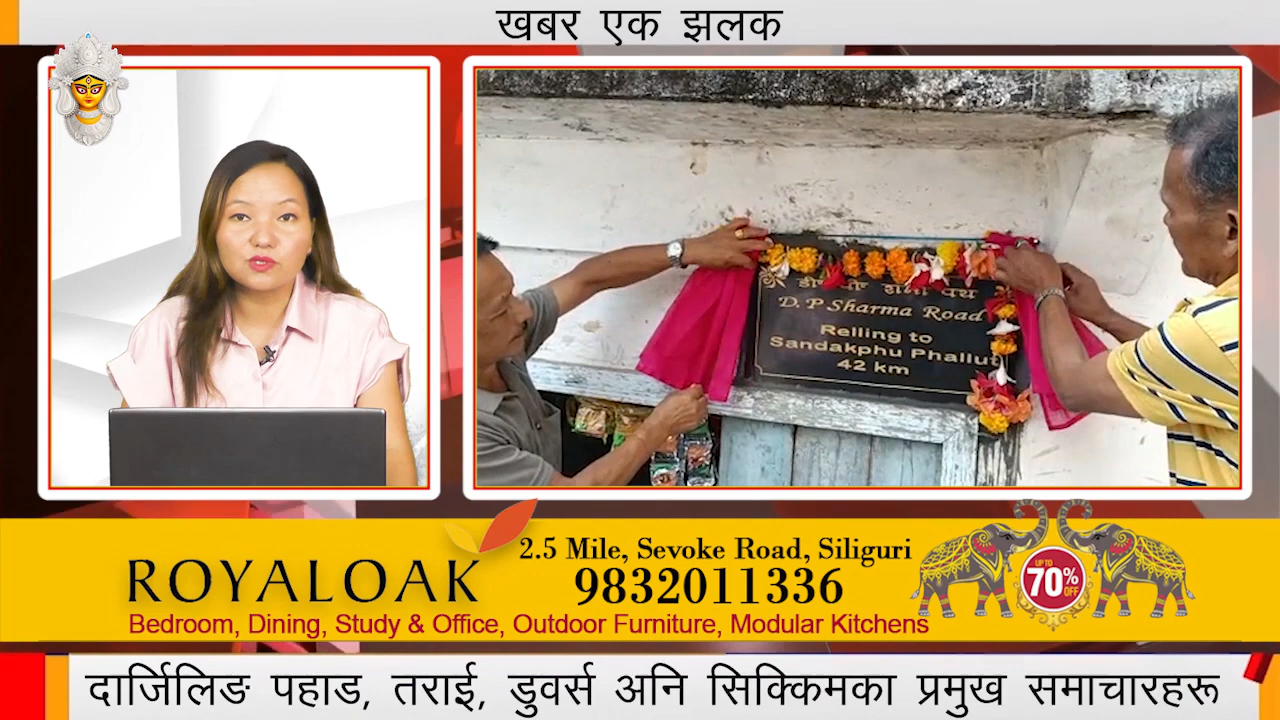 खबर एक झलक
D. P Sharma Road
Relling to
Sandakphu Phallut
42 km
ROYALOAK
2.5 Mile, Sevoke Road, Siliguri
9832011336
Bedroom, Dining, Study & Office, Outdoor Furniture, Modular Kitchens
UP TO
70%
OFF
दार्जिलिङ पहाड, तराई, डुवर्स अनि सिक्किमका प्रमुख समाचारहरू